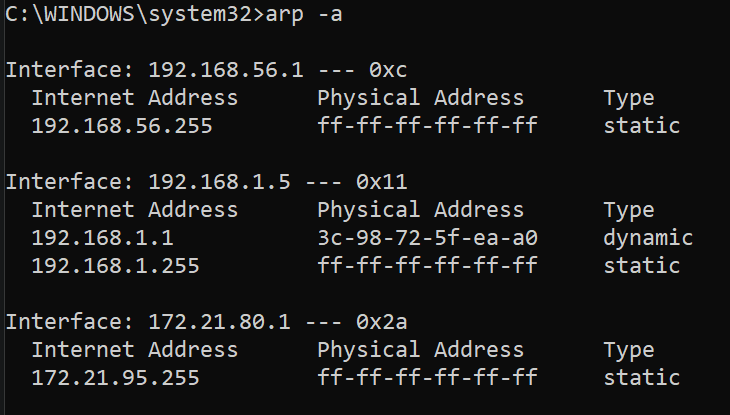 C:\WINDOWS\system32>arp -a
Interface: 192.168.56.1 --- 0xc
Internet Address Physical Address Type
192.168.56.255 ff-ff-ff-ff-ff-ff static
Interface: 192.168.1.5 --- 0x11
Internet Address Physical Address Type
192.168.1.1 3c-98-72-5f-ea-a0 dynamic
192.168.1.255 ff-ff-ff-ff-ff-ff static
Interface: 172.21.80.1 --- 0x2a
Internet Address Physical Address Type
172.21.95.255 ff-ff-ff-ff-ff-ff static